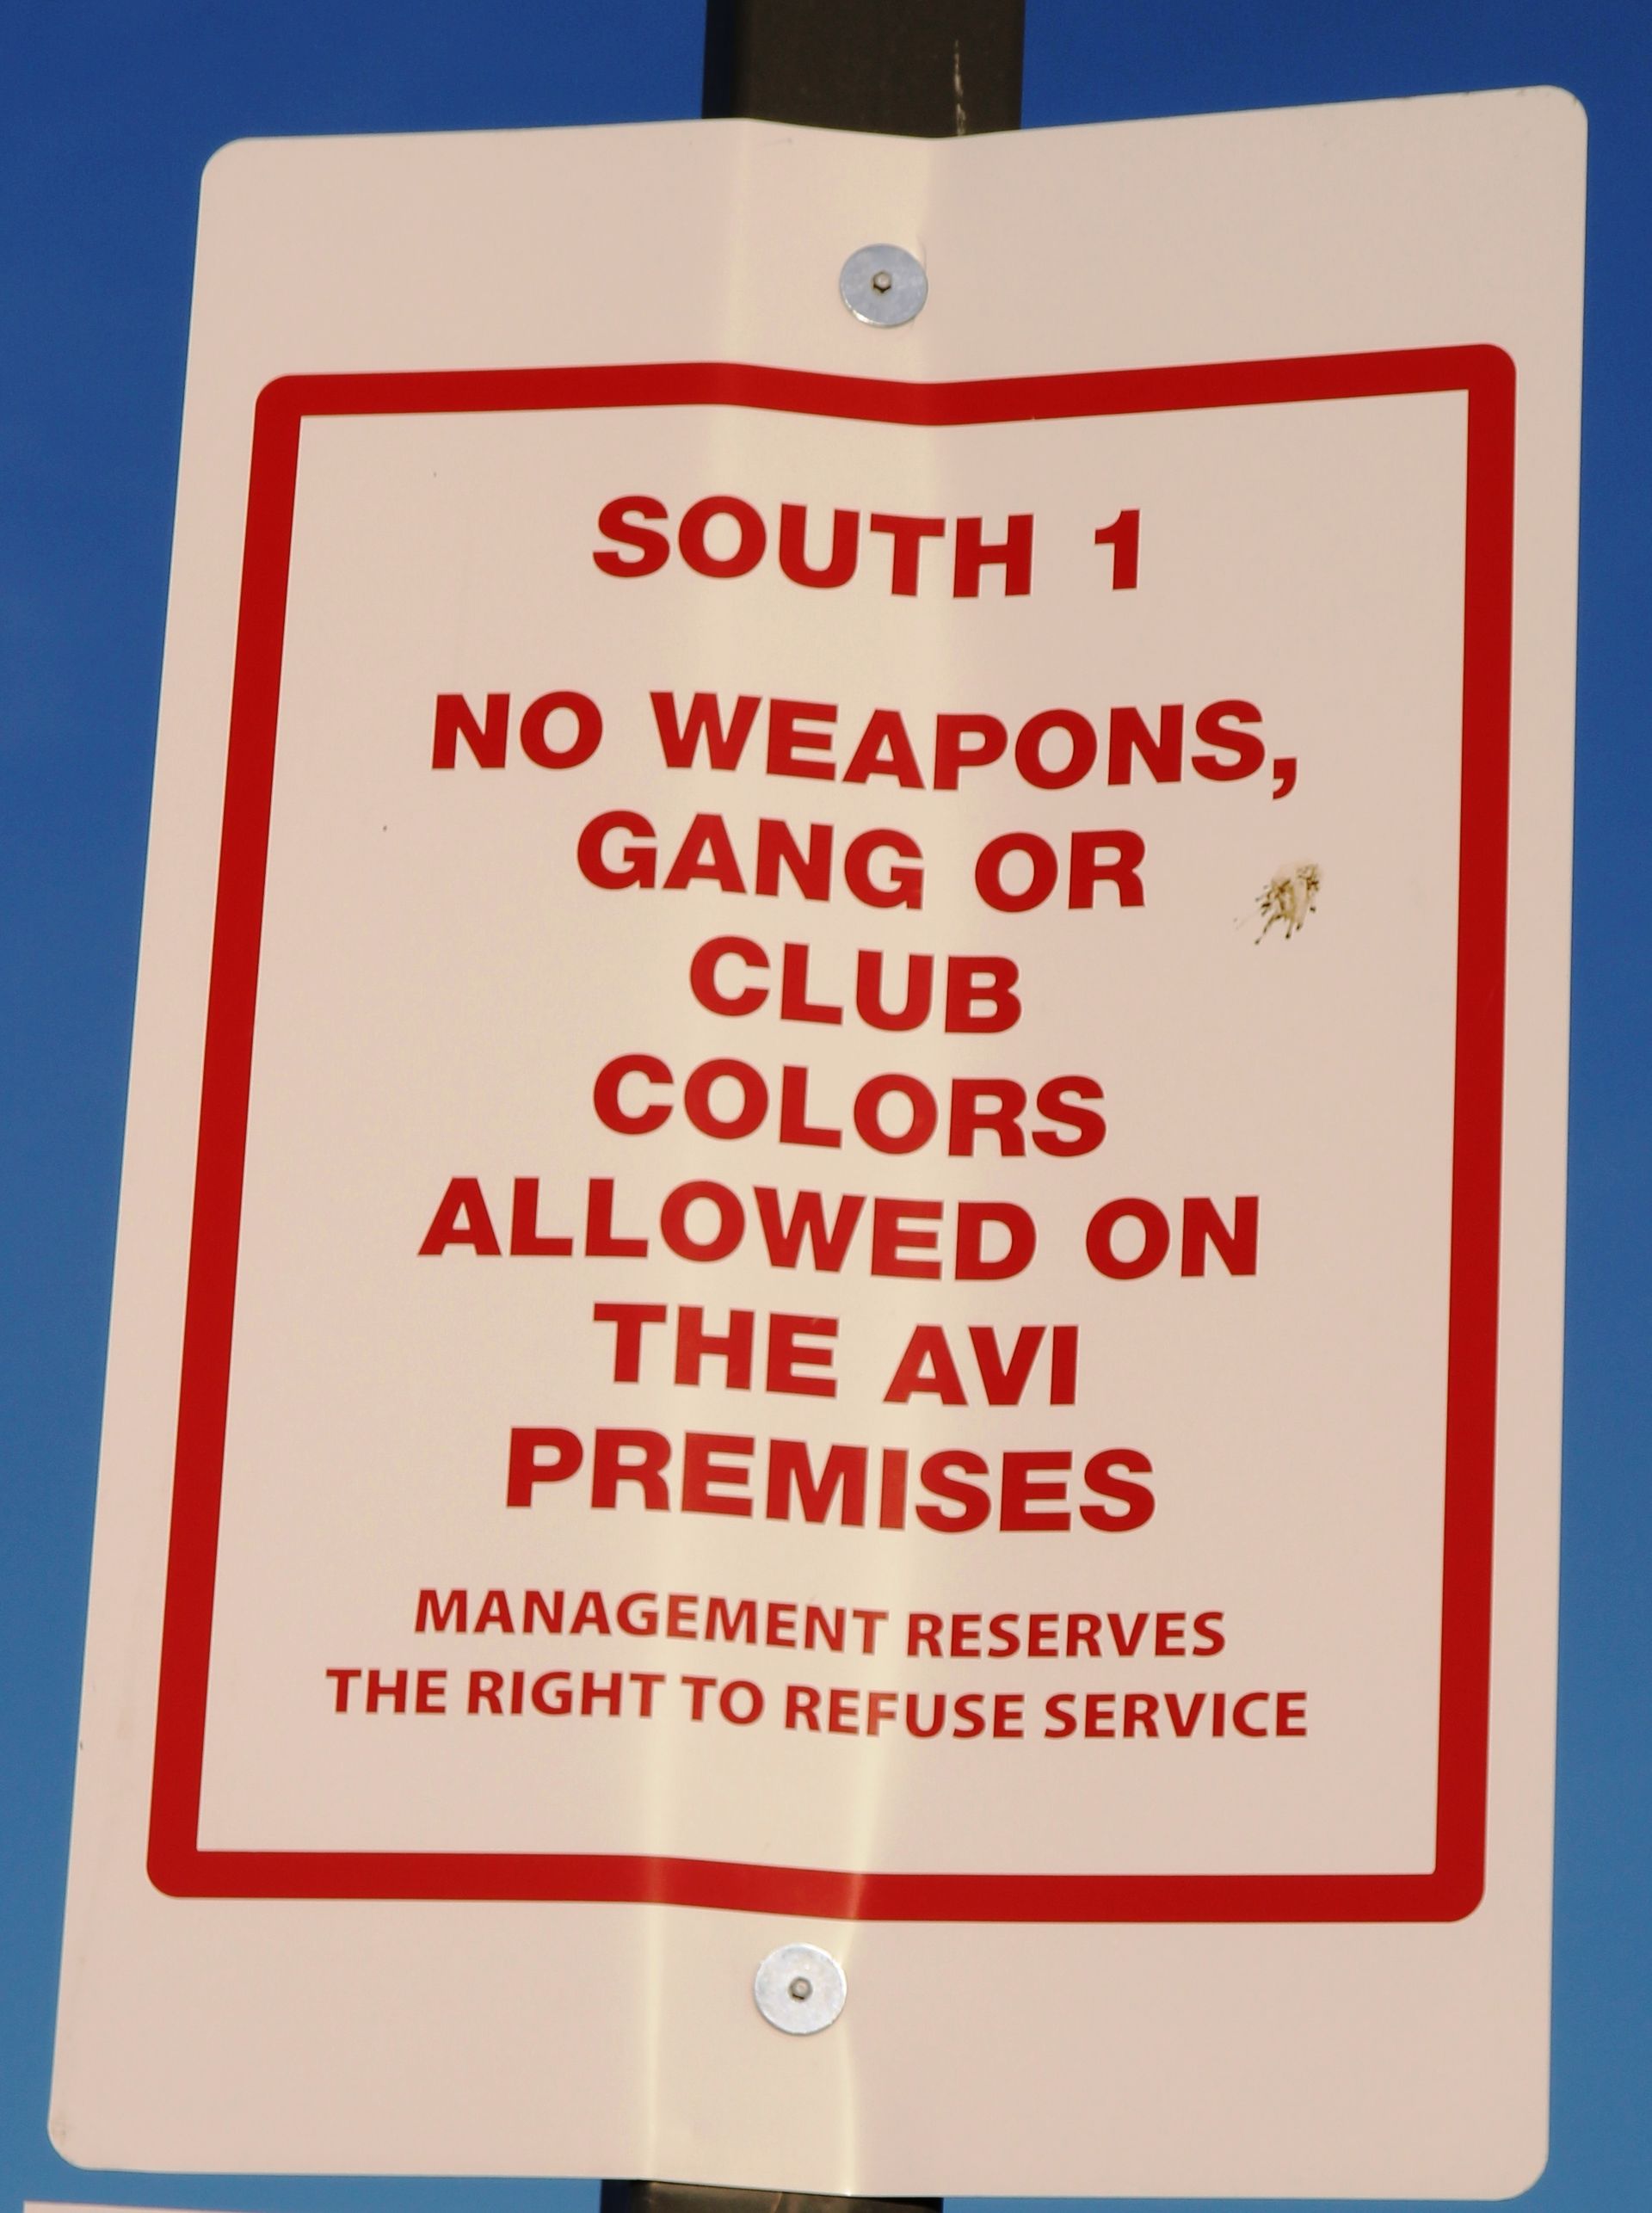 SOUTH 1
NO WEAPONS,
GANG OR
CLUB
COLORS
ALLOWED ON
THE AVI
PREMISES
MANAGEMENT RESERVES
THE RIGHT TO REFUSE SERVICE